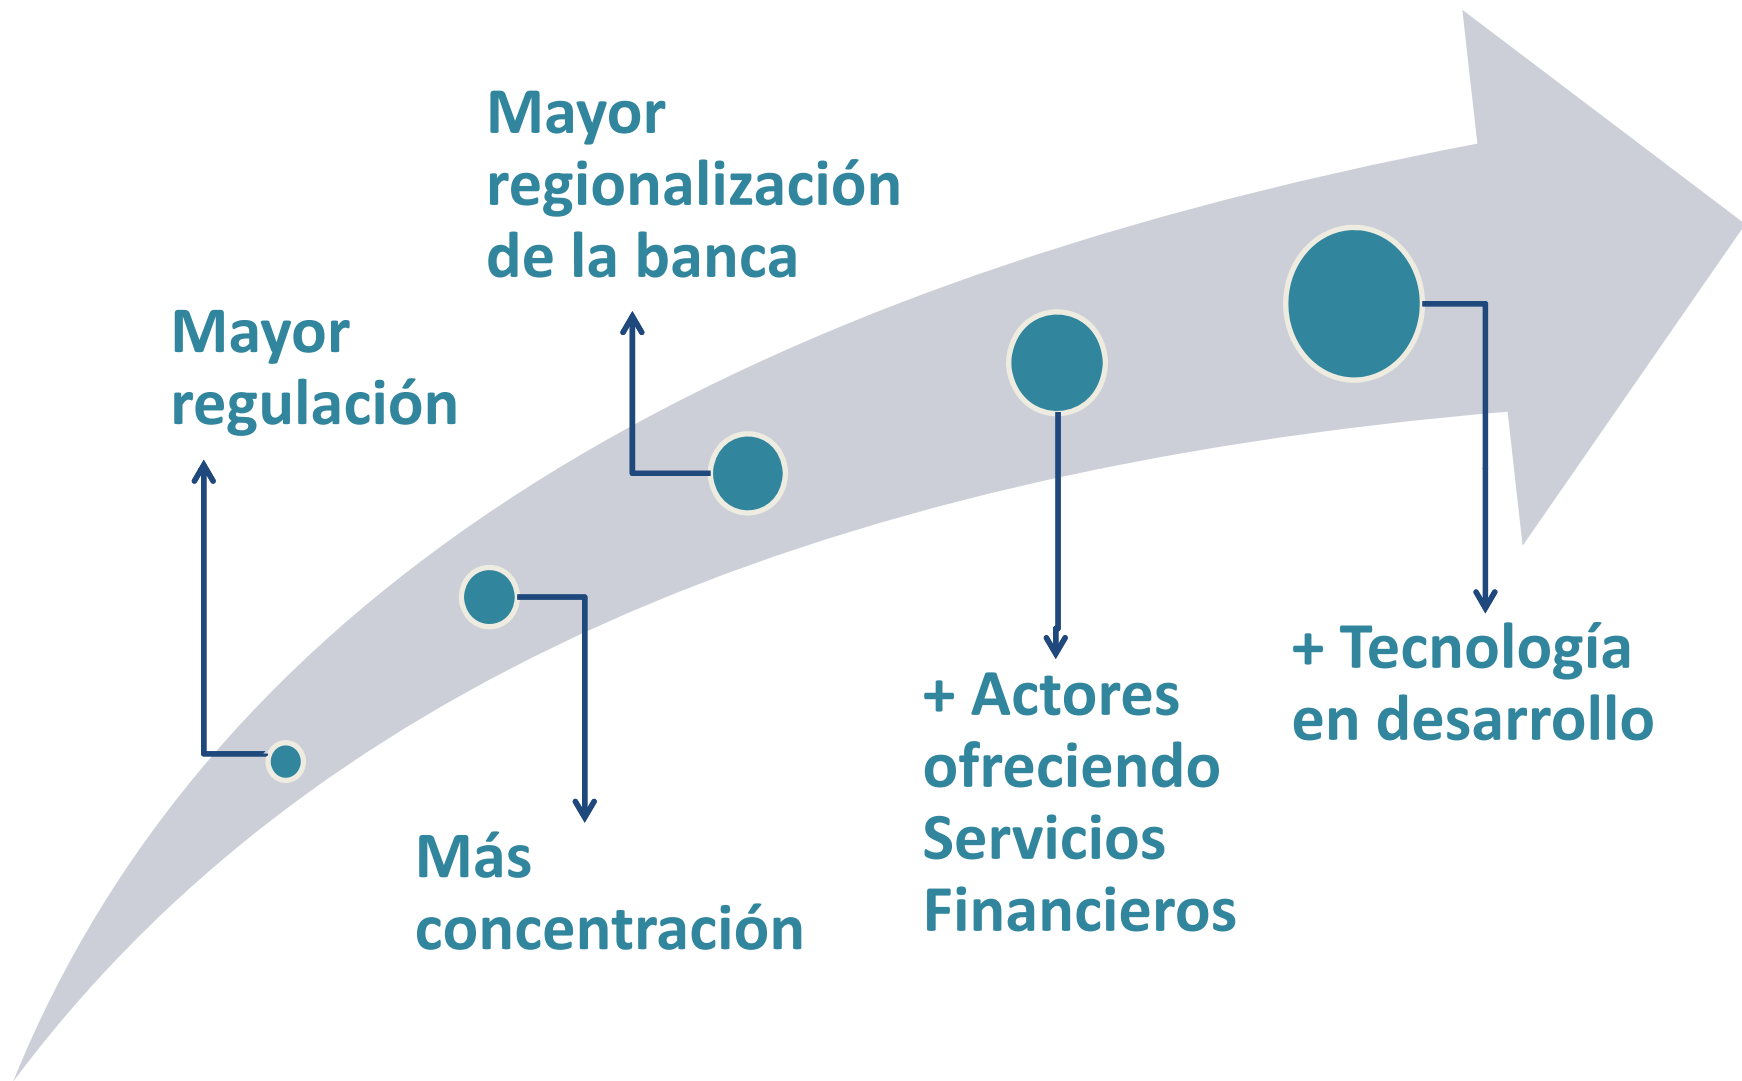 Mayor
regulación
Más
concentración
Mayor
regionalización
de la banca
+ Actores
ofreciendo
Servicios
Financieros
+ Tecnología
en desarrollo